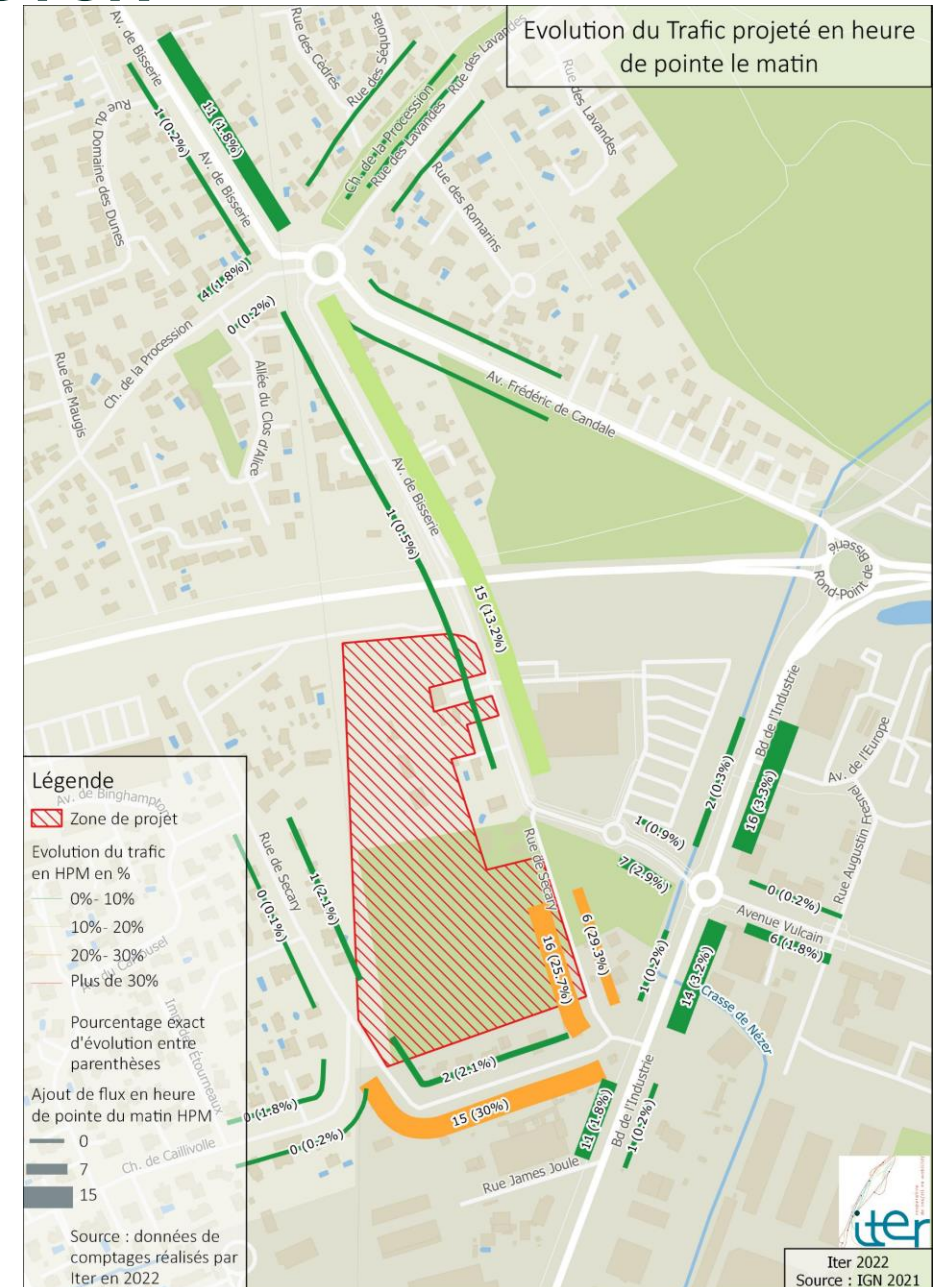 Evolution du Trafic projeté en heure
de pointe le matin
Av. de Bisserie
11 (1.8%)
1 (0.2%)
Rue du
Domaine des Dunes
Av. de Bisserie
Rue des Cèdres
Rue des Séquoias
Ch. de la Procession
Rue des Lavandes
Rue des Lavandes
Rue des Lavandes
Rue des Romarins
4 (1.8%)
0 (0.2%)
Ch. de la Procession
Rue de Maugis
Allée du Clos d'Alice
Av. Frédéric de Candale
Av. de Bisserie
1 (0.5%)
15 (13.2%)
Rond-Point de
Bisserie
Bd de l'Industrie
2 (0.3%)
16 (3.3%)
Av. de l'Europe
Rue Augustin Fresnel
1 (0.9%)
7 (2.9%)
0 (0.2%)
Avenue Vulcain
6 (1.8%)
Rue de Secary
16 (25.7%)
6 (29.3%)
1 (0.2%)
14 (3.2%)
Crasse de Nézer
Rue de Secary
1 (2.1%)
0 (0.1%)
2 (2.1%)
15 (30%)
0 (1.8%)
0 (0.2%)
11 (1.8%)
1 (0.2%)
Bd de l'Industrie
Rue James Joule
Ch. de Caillivolle
Av. de Binghampton
Légende
Zone de projet
Evolution du trafic
en HPM en %
0%- 10%
10%- 20%
20%- 30%
Plus de 30%
Pourcentage exact
d'évolution entre
parenthèses
Ajout de flux en heure
de pointe du matin HPM
0
7
15
Source : données de
comptages réalisés par
Iter en 2022
iter
Iter 2022
Source : IGN 2021